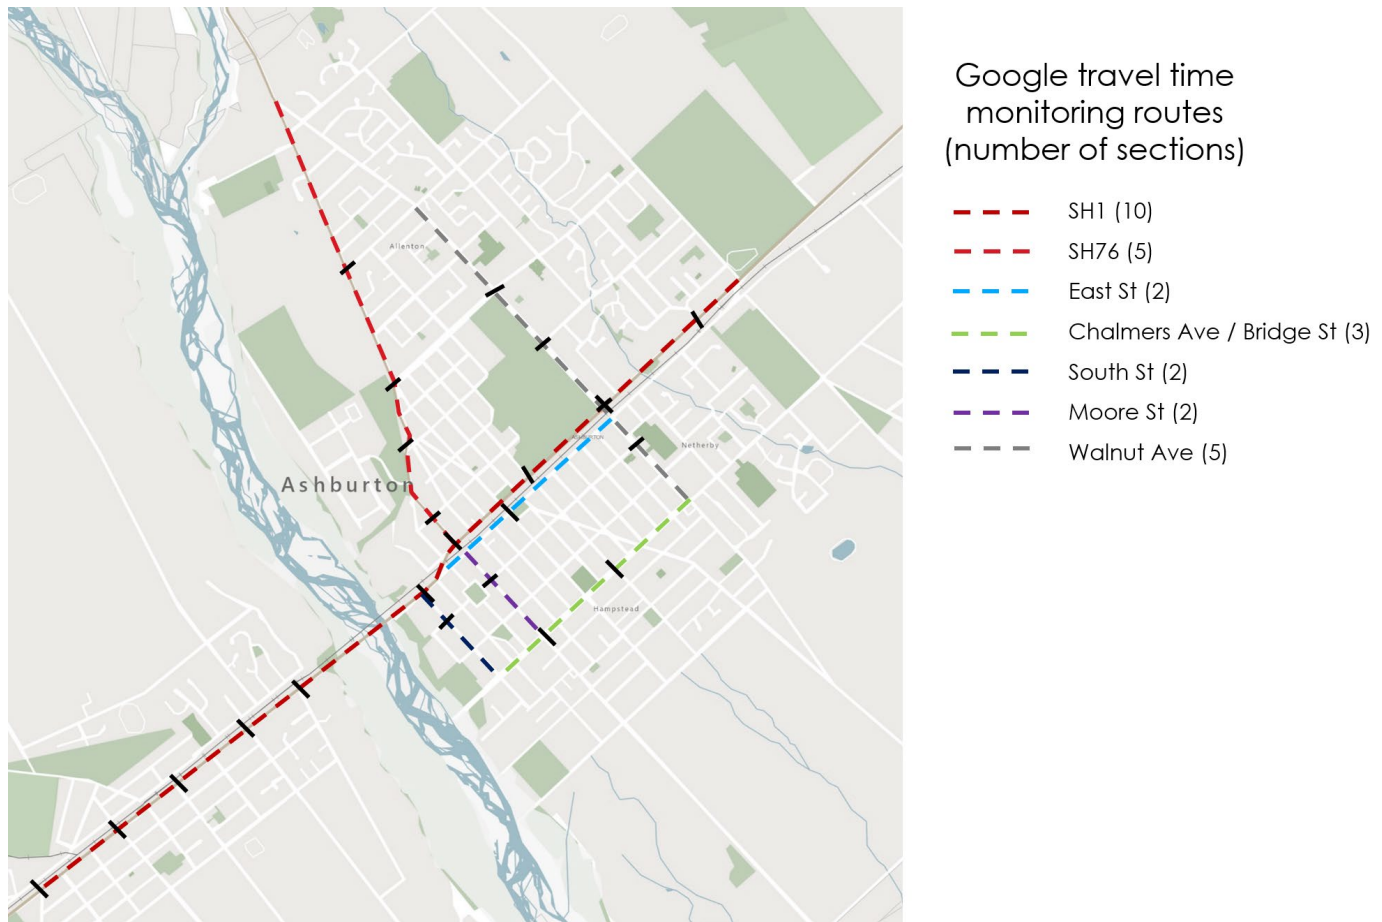 Google travel time
monitoring routes
(number of sections)
SH1 (10)
SH76 (5)
East St (2)
Chalmers Ave / Bridge St (3)
South St (2)
Moore St (2)
Walnut Ave (5)
Allenton
ASHBURTON
Netherby
Ashburton
Hampstead